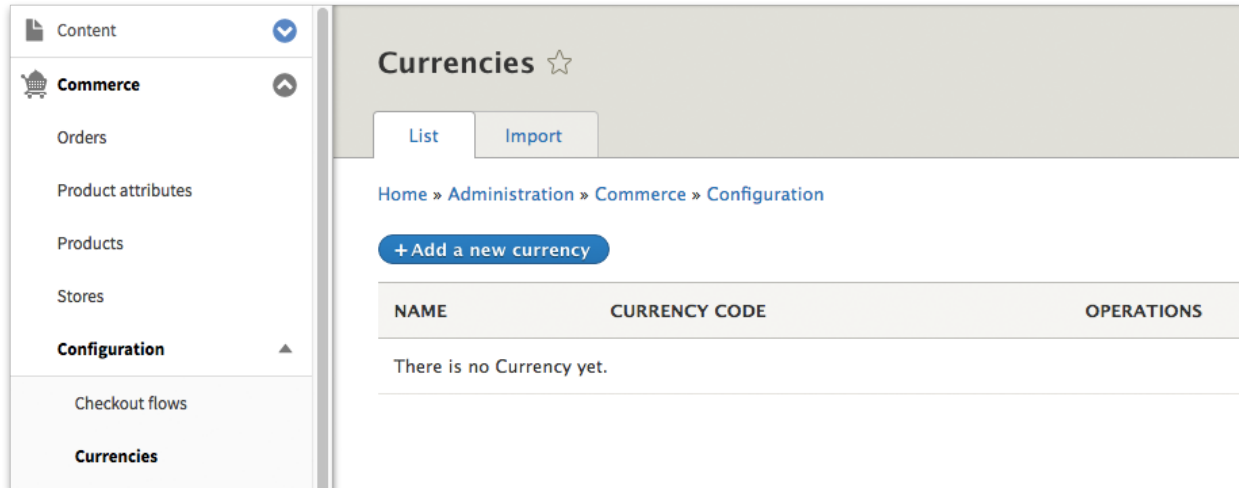 Content
Commerce
Orders
Product attributes
Products
Stores
Configuration
Checkout flows
Currencies
Currencies
List Import
Home » Administration » Commerce » Configuration
+Add a new currency
NAME CURRENCY CODE OPERATIONS
There is no Currency yet.